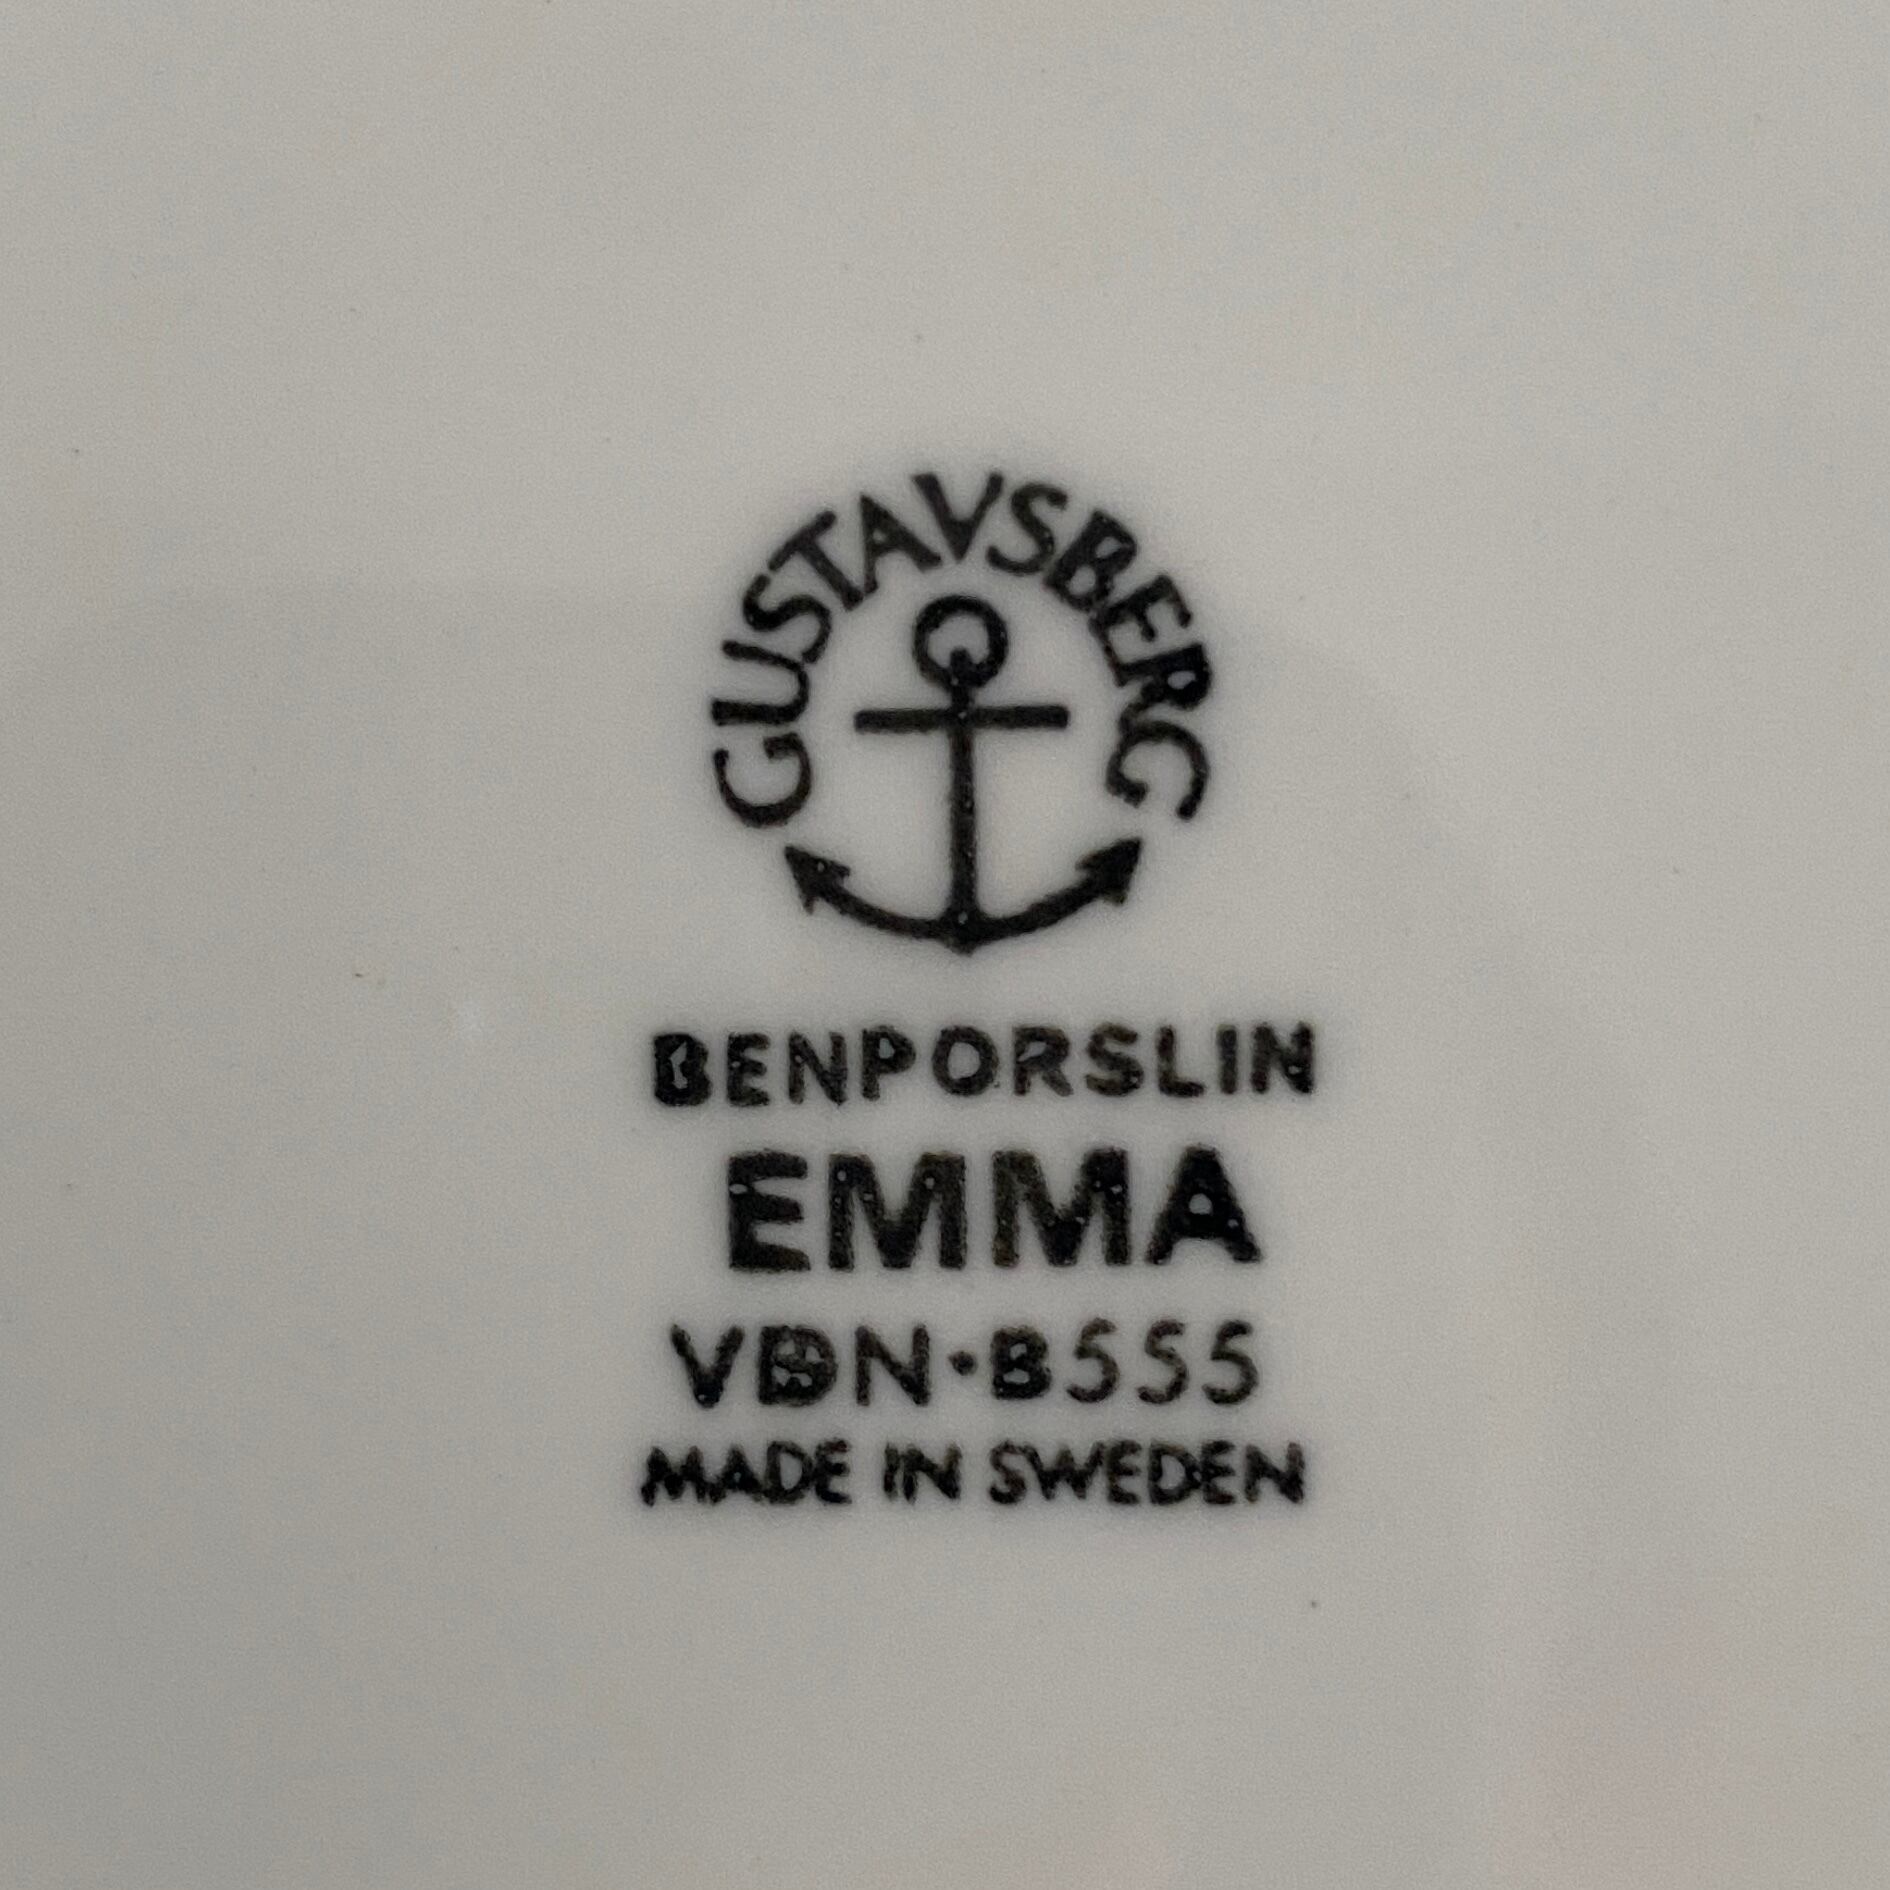 GUSTAVSBERG
BENPORSLIN
EMMA
VDN·B555
MADE IN SWEDEN